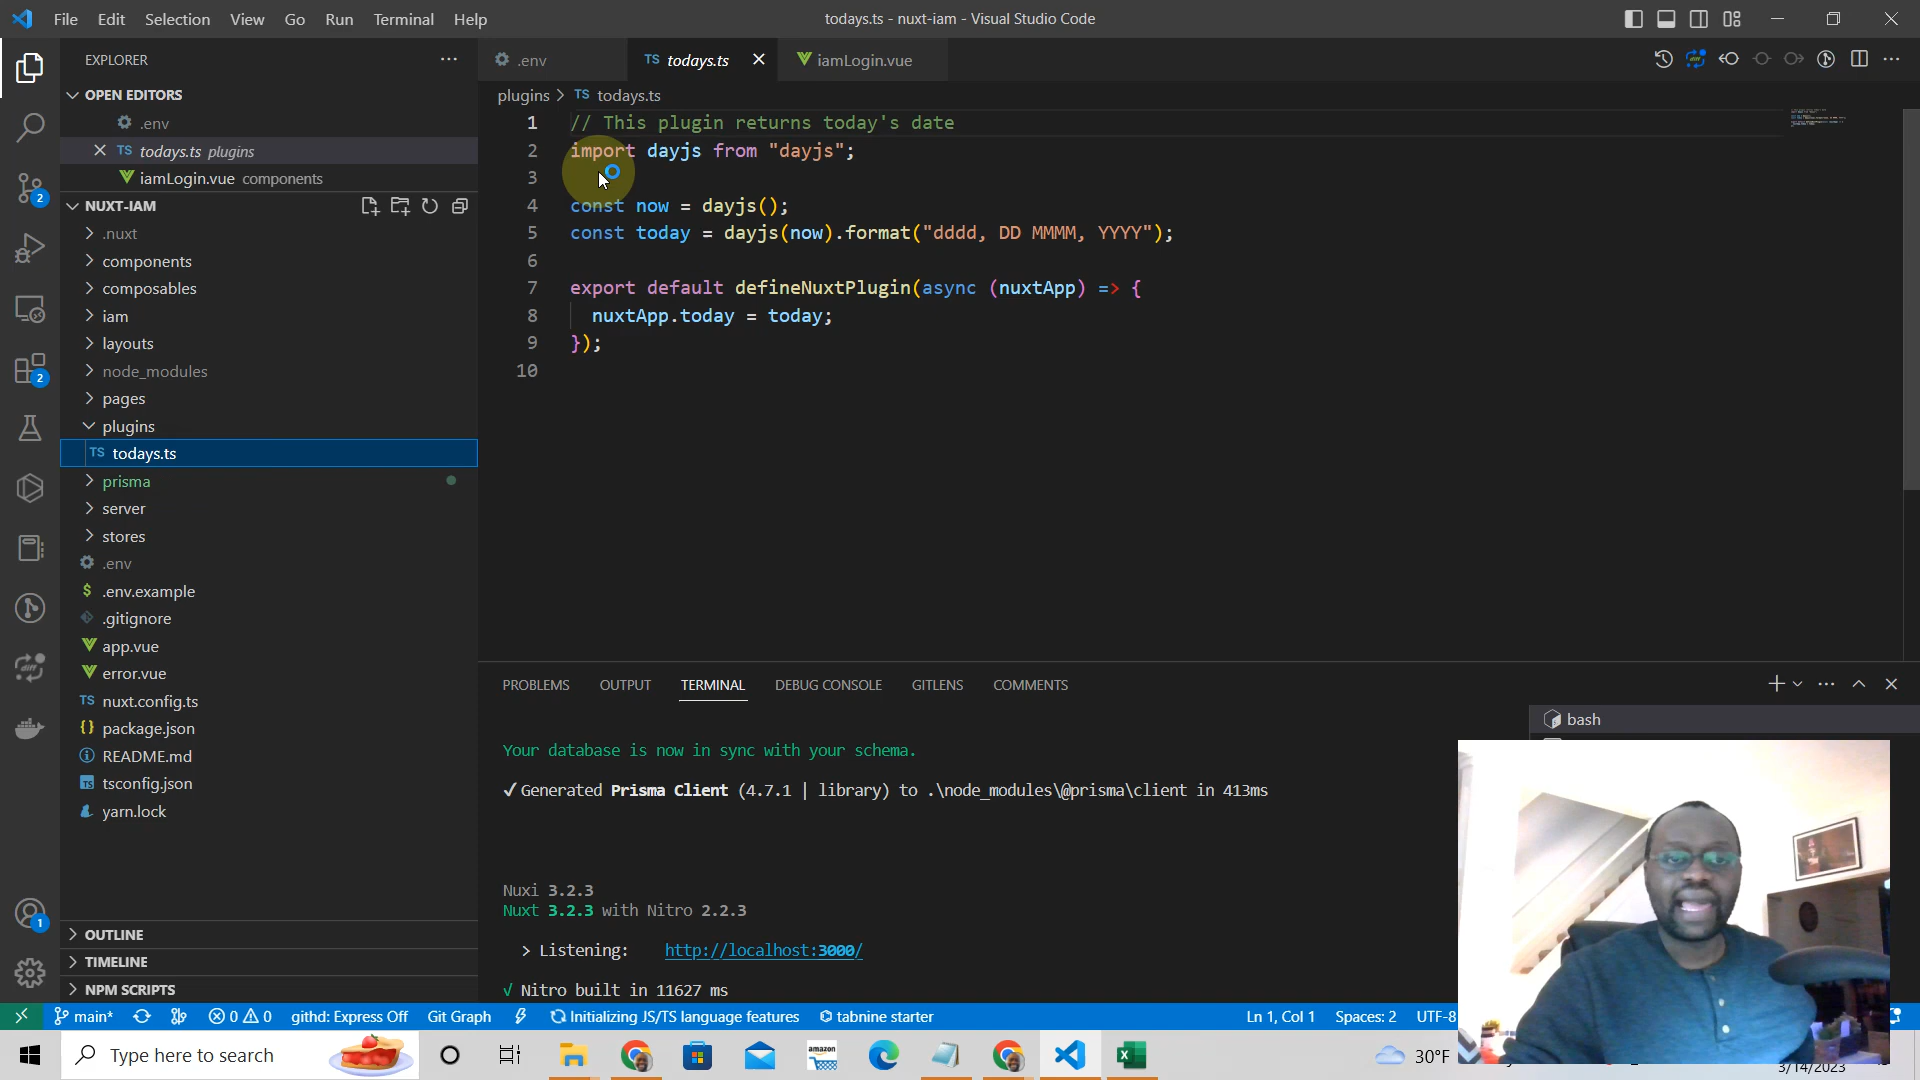 File Edit Selection View Go Run Terminal Help
todays.ts - nuxt-iam - Visual Studio Code
EXPLORER
OPEN EDITORS
.env
TS todays.ts plugins
iamLogin.vue components
NUXT-IAM
.nuxt
components
composables
iam
layouts
node_modules
pages
plugins
TS todays.ts
prisma
server
stores
.env
$ .env.example
.gitignore
app.vue
error.vue
TS nuxt.config.ts
{} package.json
README.md
TS tsconfig.json
yarn.lock
OUTLINE
TIMELINE
NPM SCRIPTS
2
2
1
.env
TS todays.ts
iamLogin.vue
plugins > TS todays.ts
1 // This plugin returns today's date
2 import dayjs from "dayjs";
3
4 const now = dayjs();
5 const today = dayjs(now).format("dddd, DD MMMM, YYYY");
6
7 export default defineNuxtPlugin(async (nuxtApp) => {
8 nuxtApp.today = today;
9 });
10
PROBLEMS OUTPUT TERMINAL DEBUG CONSOLE GITLENS COMMENTS
bash
Your database is now in sync with your schema.
✓Generated Prisma Client (4.7.1 | library) to .\node_modules\@prisma\client in 413ms
Nuxi 3.2.3
Nuxt 3.2.3 with Nitro 2.2.3
> Listening: http://localhost:3000/
√ Nitro built in 11627 ms
main* 0 0 githd: Express Off Git Graph Initializing JS/TS language features tabnine starter Ln 1, Col 1 Spaces: 2 UTF-8
Type here to search
amazon
30°F
3/14/2023